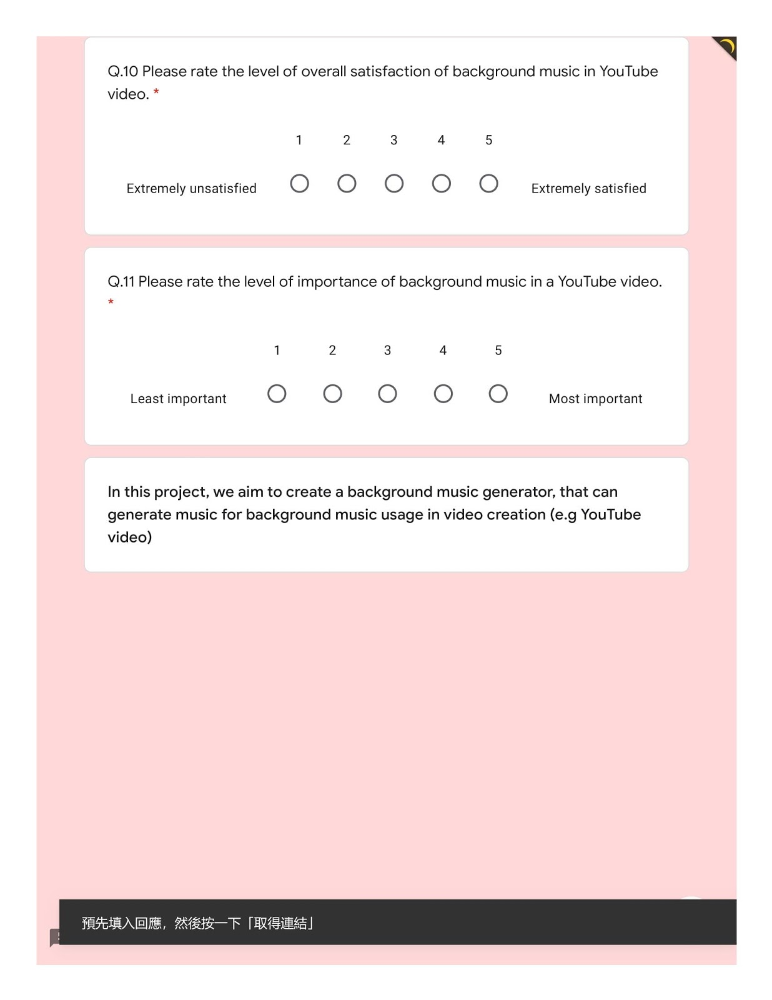 Q.10 Please rate the level of overall satisfaction of background music in YouTube
video. *
1 2 3 4 5
Extremely unsatisfied Extremely satisfied
Q.11 Please rate the level of importance of background music in a YouTube video.
*
1 2 3 4 5
Least important Most important
In this project, we aim to create a background music generator, that can
generate music for background music usage in video creation (e.g YouTube
video)
預先填入回應，然後按一下「取得連結」